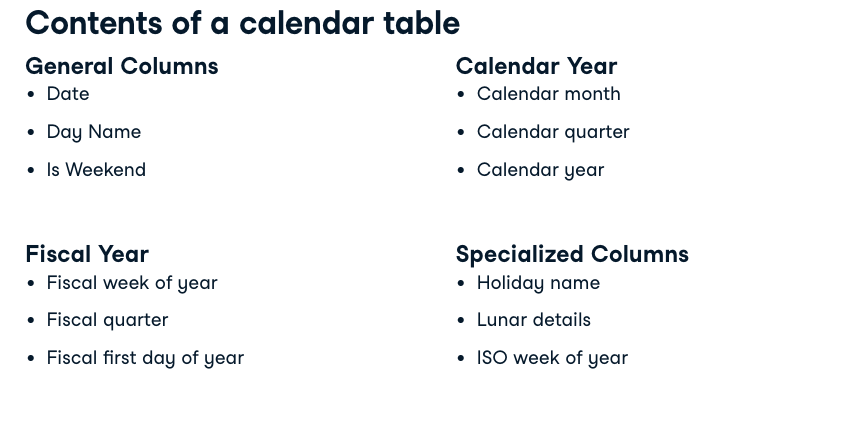 Contents of a calendar table
General Columns
• Date
• Day Name
• Is Weekend
Calendar Year
• Calendar month
• Calendar quarter
• Calendar year
Fiscal Year
• Fiscal week of year
• Fiscal quarter
• Fiscal first day of year
Specialized Columns
• Holiday name
• Lunar details
• ISO week of year